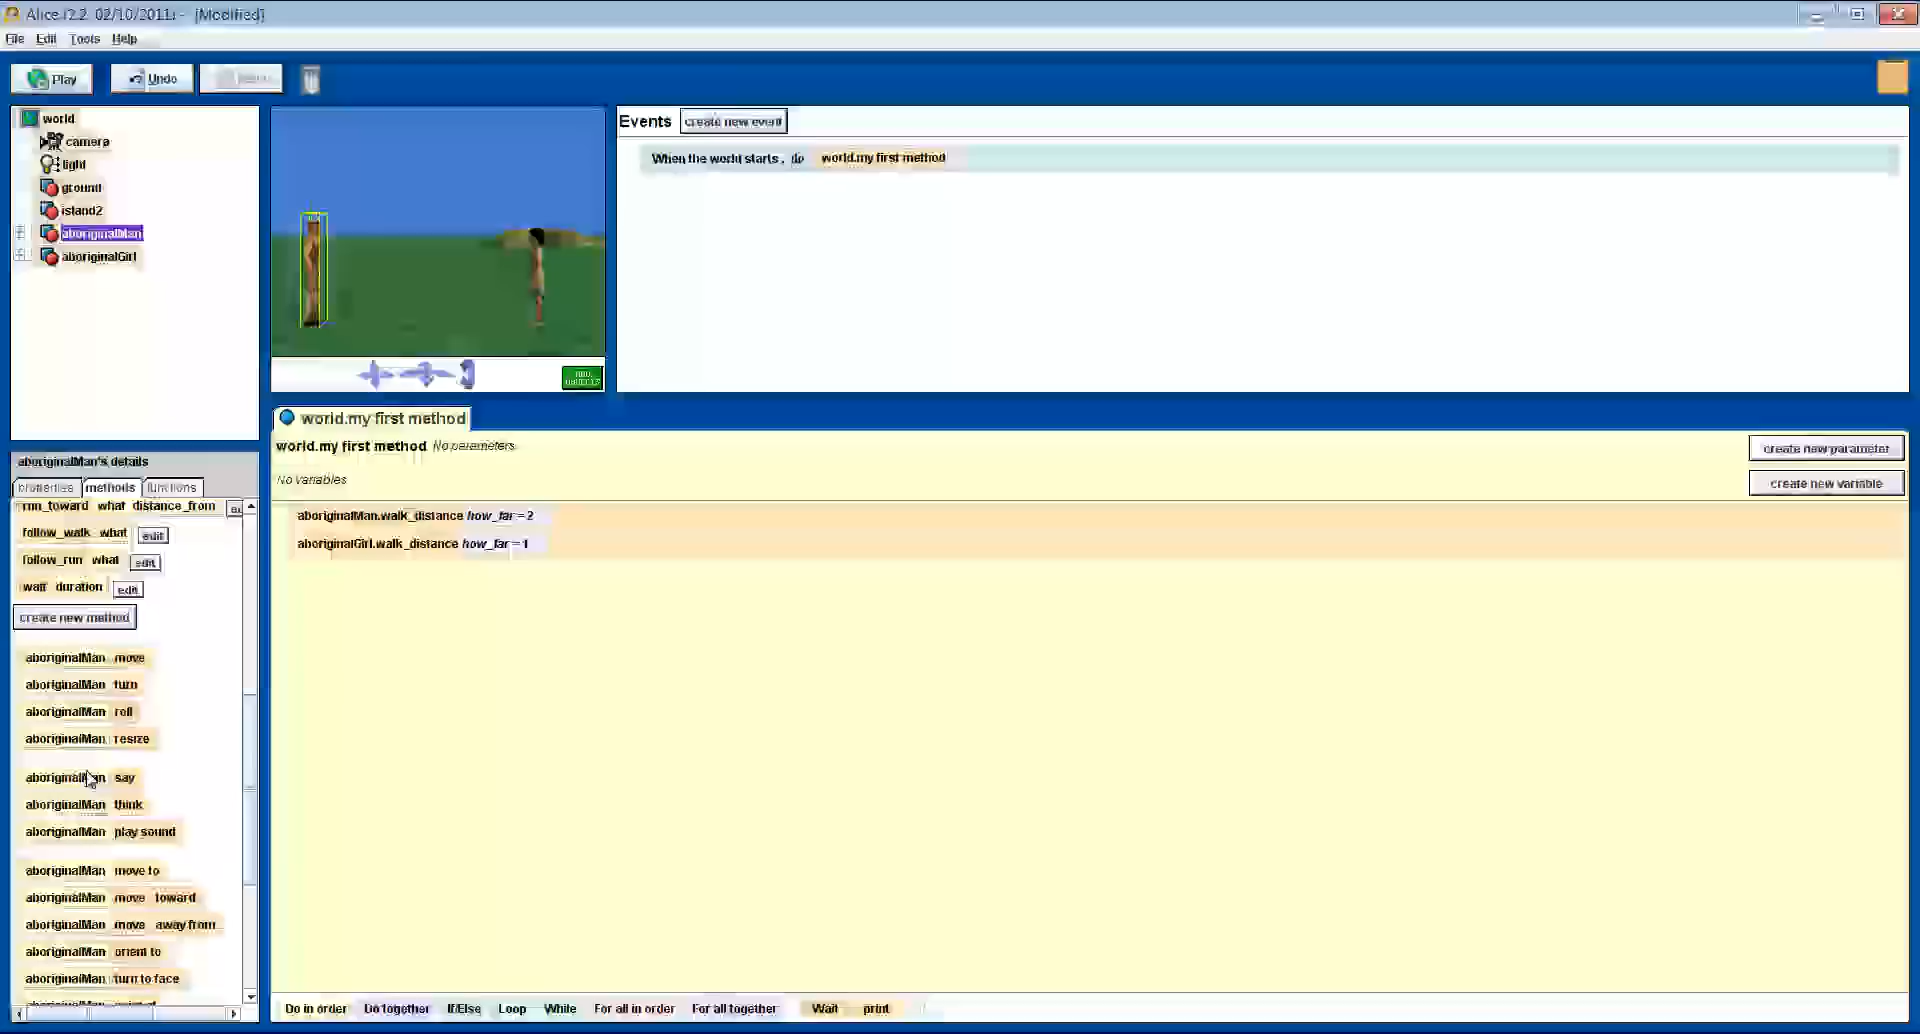 Alice (2.2 02/10/2011) - [Modified]
File Edit Tools Help
Play Undo
world
camera
light
ground
island2
aboriginalMan
aboriginalGirl
Events create new event
When the world starts, do world.my first method
aboriginalMan's details
properties methods functions
run_toward what distance_from
follow_walk what edit
follow_run what edit
wait duration edit
create new method
aboriginalMan move
aboriginalMan turn
aboriginalMan roll
aboriginalMan resize
aboriginalMan say
aboriginalMan think
aboriginalMan play sound
aboriginalMan move to
aboriginalMan move toward
aboriginalMan move away from
aboriginalMan orient to
aboriginalMan turn to face
world.my first method
world.my first method No parameters
create new parameter
No variables
create new variable
aboriginalMan.walk_distance how_far = 2
aboriginalGirl.walk_distance how_far = 1
Do in order Do together If/Else Loop While For all in order For all together Wait print